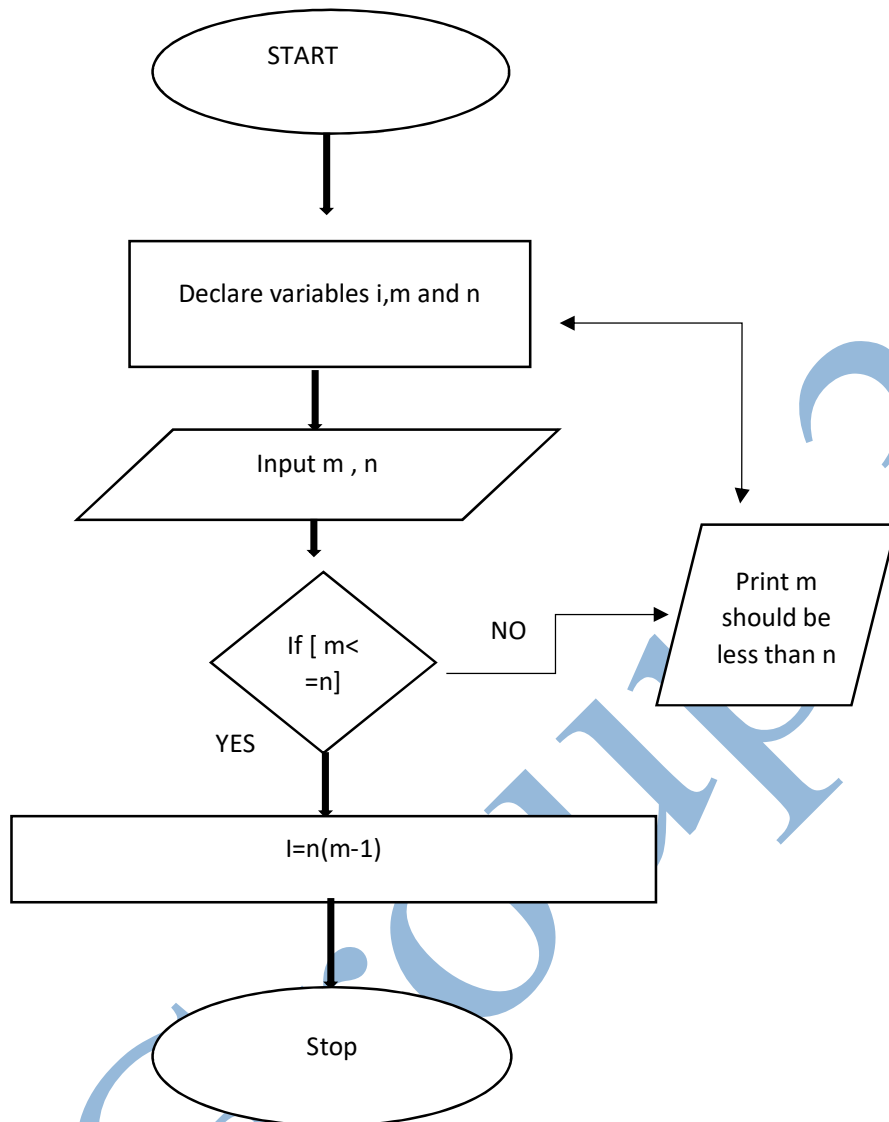 START
Declare variables i,m and n
Input m , n
If [ m<
=n]
NO
Print m
should be
less than n
YES
I=n(m-1)
Stop